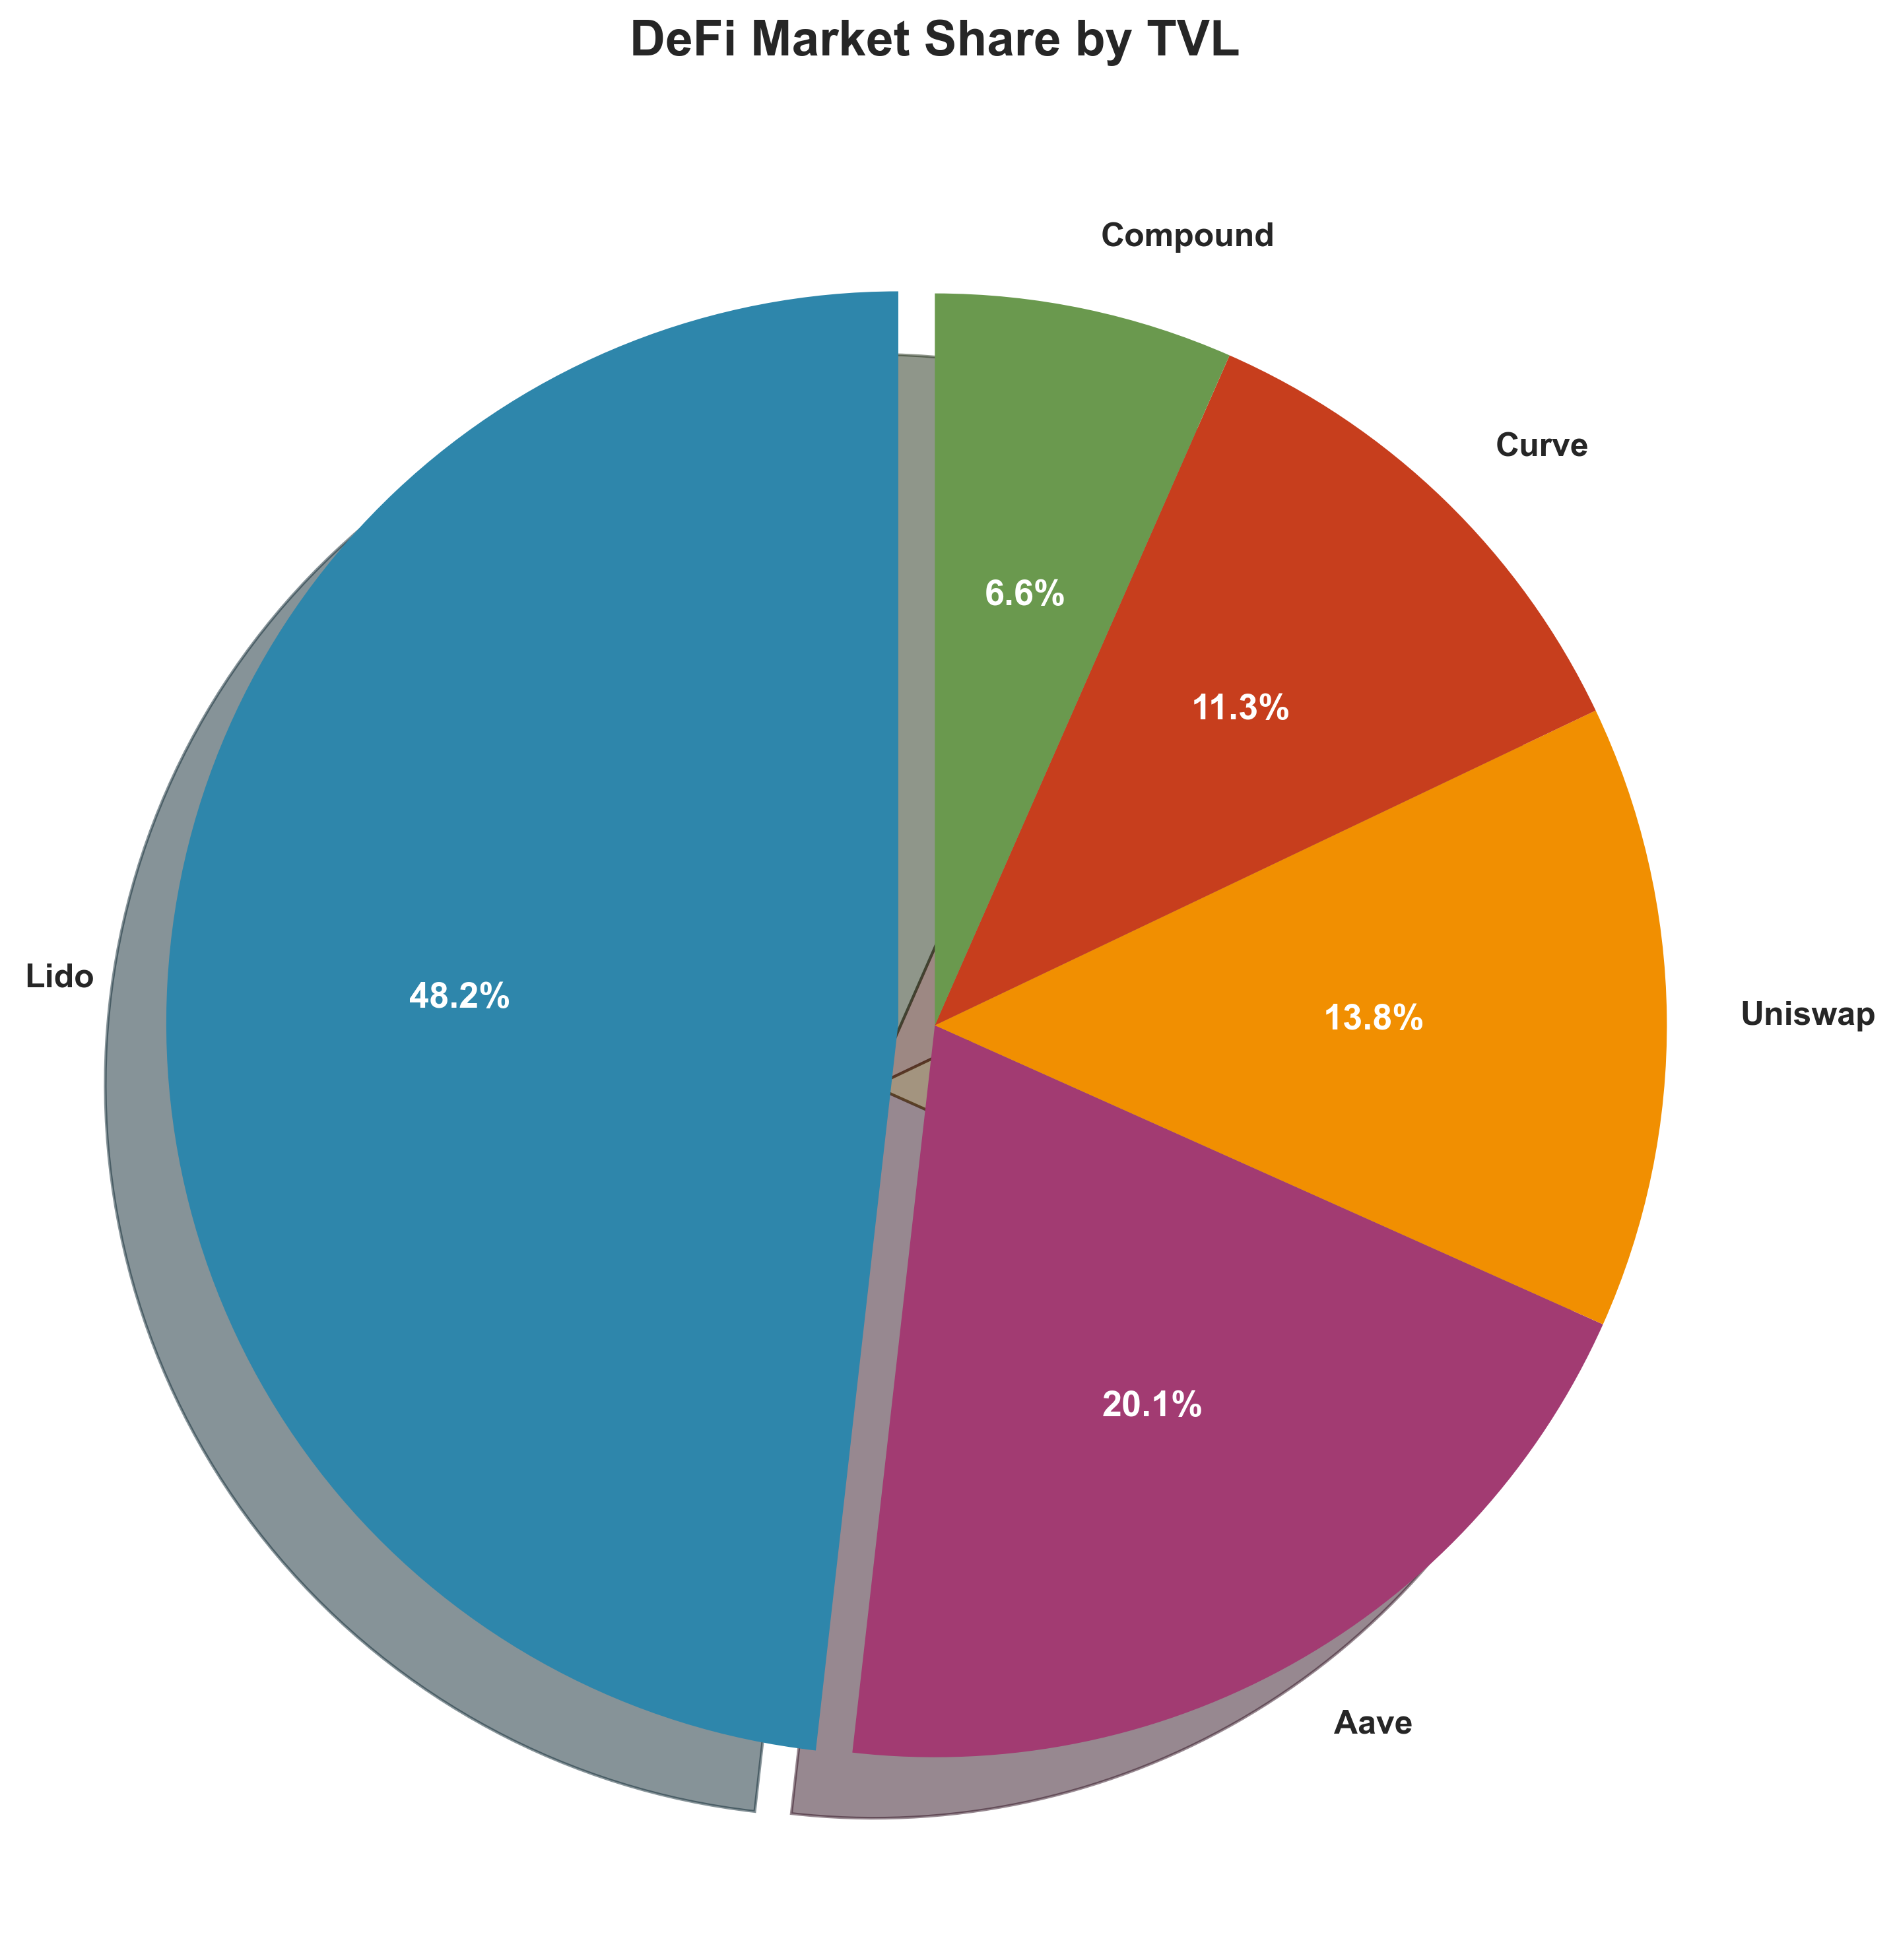 DeFi Market Share by TVL
Compound
Curve
6.6%
11.3%
Lido
48.2%
13.8%
Uniswap
20.1%
Aave